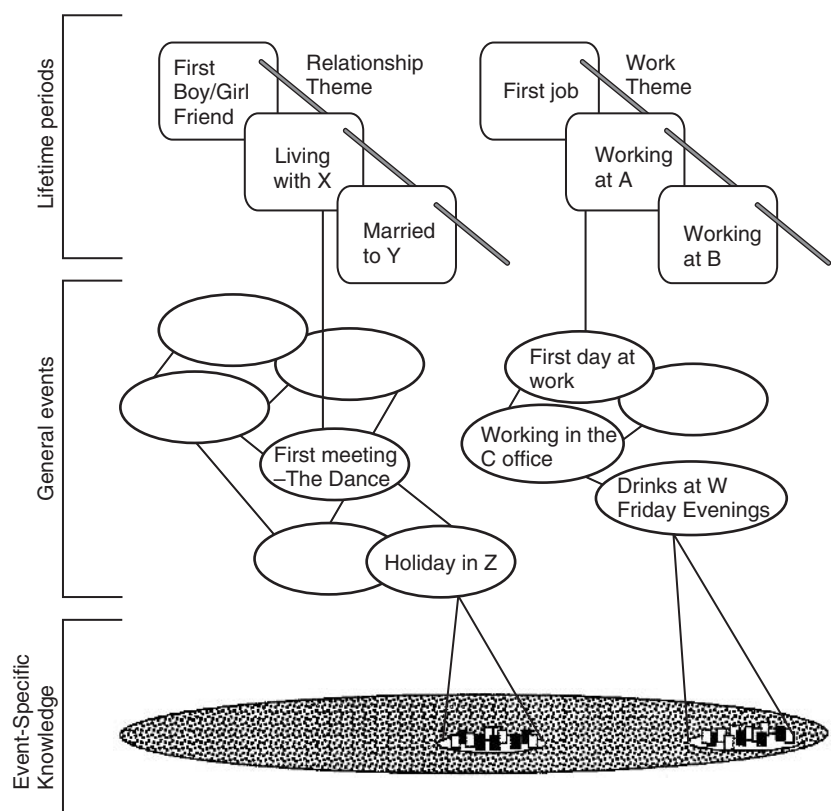 Lifetime periods
First
Boy/Girl
Friend
Relationship
Theme
Living
with X
Married
to Y
First job
Work
Theme
Working
at A
Working
at B
General events
First meeting
–The Dance
Holiday in Z
First day at
work
Working in the
C office
Drinks at W
Friday Evenings
Event-Specific
Knowledge